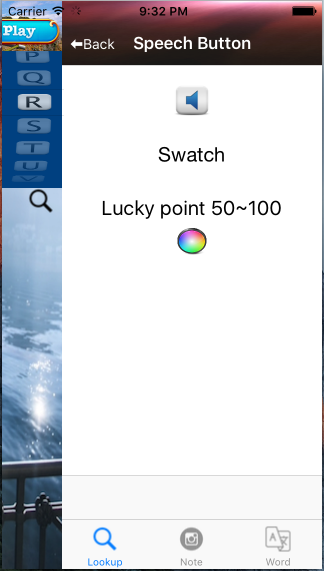 Carrier 9:32 PM
Play
Back Speech Button
P
Q
R
S
T
U
V
Swatch
Lucky point 50~100
Lookup Note Word